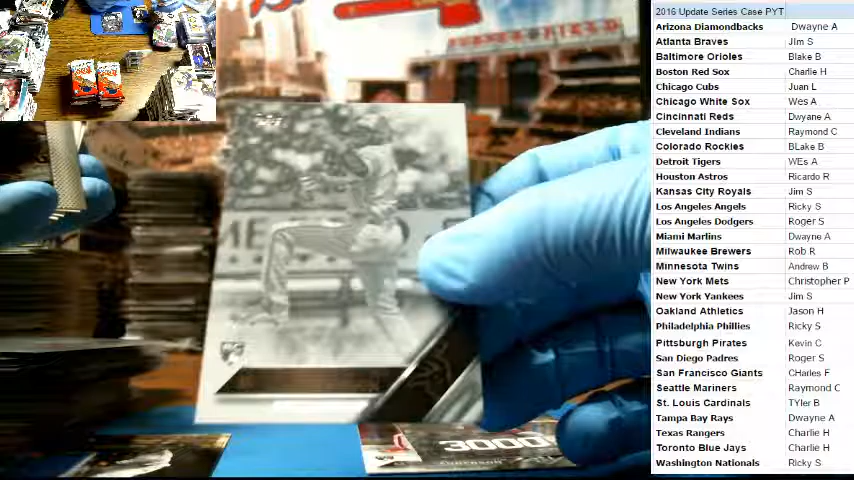 TURNER FIELD
3000
2016 Update Series Case PYT
Arizona Diamondbacks Dwayne A
Atlanta Braves JIm S
Baltimore Orioles Blake B
Boston Red Sox Charlie H
Chicago Cubs Juan L
Chicago White Sox Wes A
Cincinnati Reds Dwyane A
Cleveland Indians Raymond C
Colorado Rockies BLake B
Detroit Tigers WEs A
Houston Astros Ricardo R
Kansas City Royals Jim S
Los Angeles Angels Ricky S
Los Angeles Dodgers Roger S
Miami Marlins Dwayne A
Milwaukee Brewers Rob R
Minnesota Twins Andrew B
New York Mets Christopher P
New York Yankees Jim S
Oakland Athletics Jason H
Philadelphia Phillies Ricky S
Pittsburgh Pirates Kevin C
San Diego Padres Roger S
San Francisco Giants CHarles F
Seattle Mariners Raymond C
St. Louis Cardinals TYler B
Tampa Bay Rays Dwayne A
Texas Rangers Charlie H
Toronto Blue Jays Charlie H
Washington Nationals Ricky S